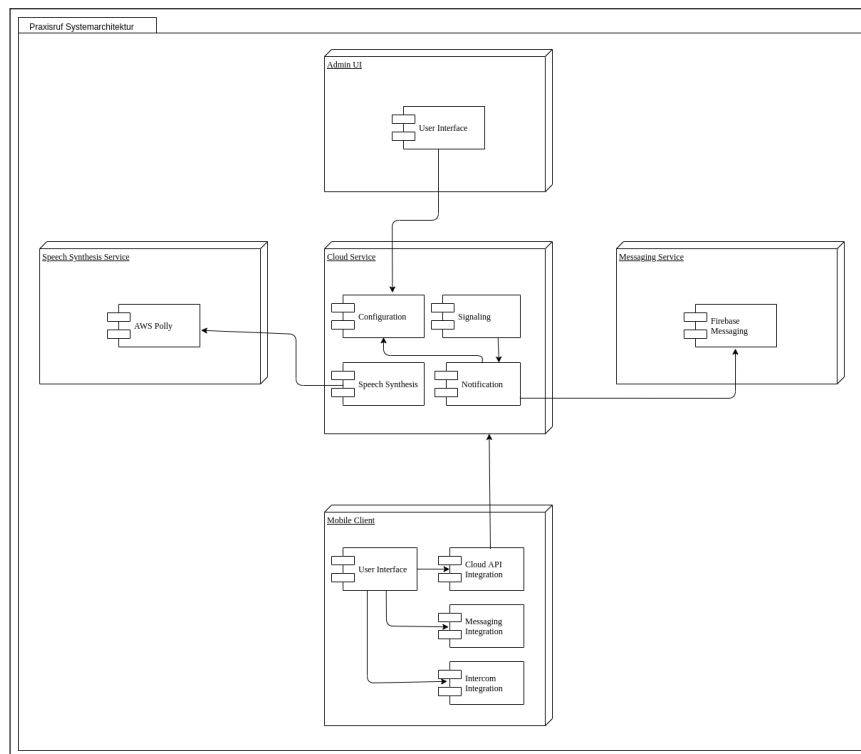 Praxisruf Systemarchitektur
Admin UI
User Interface
Speech Synthesis Service
AWS Polly
Cloud Service
Configuration
Signaling
Speech Synthesis
Notification
Messaging Service
Firebase
Messaging
Mobile Client
User Interface
Cloud API
Integration
Messaging
Integration
Intercom
Integration